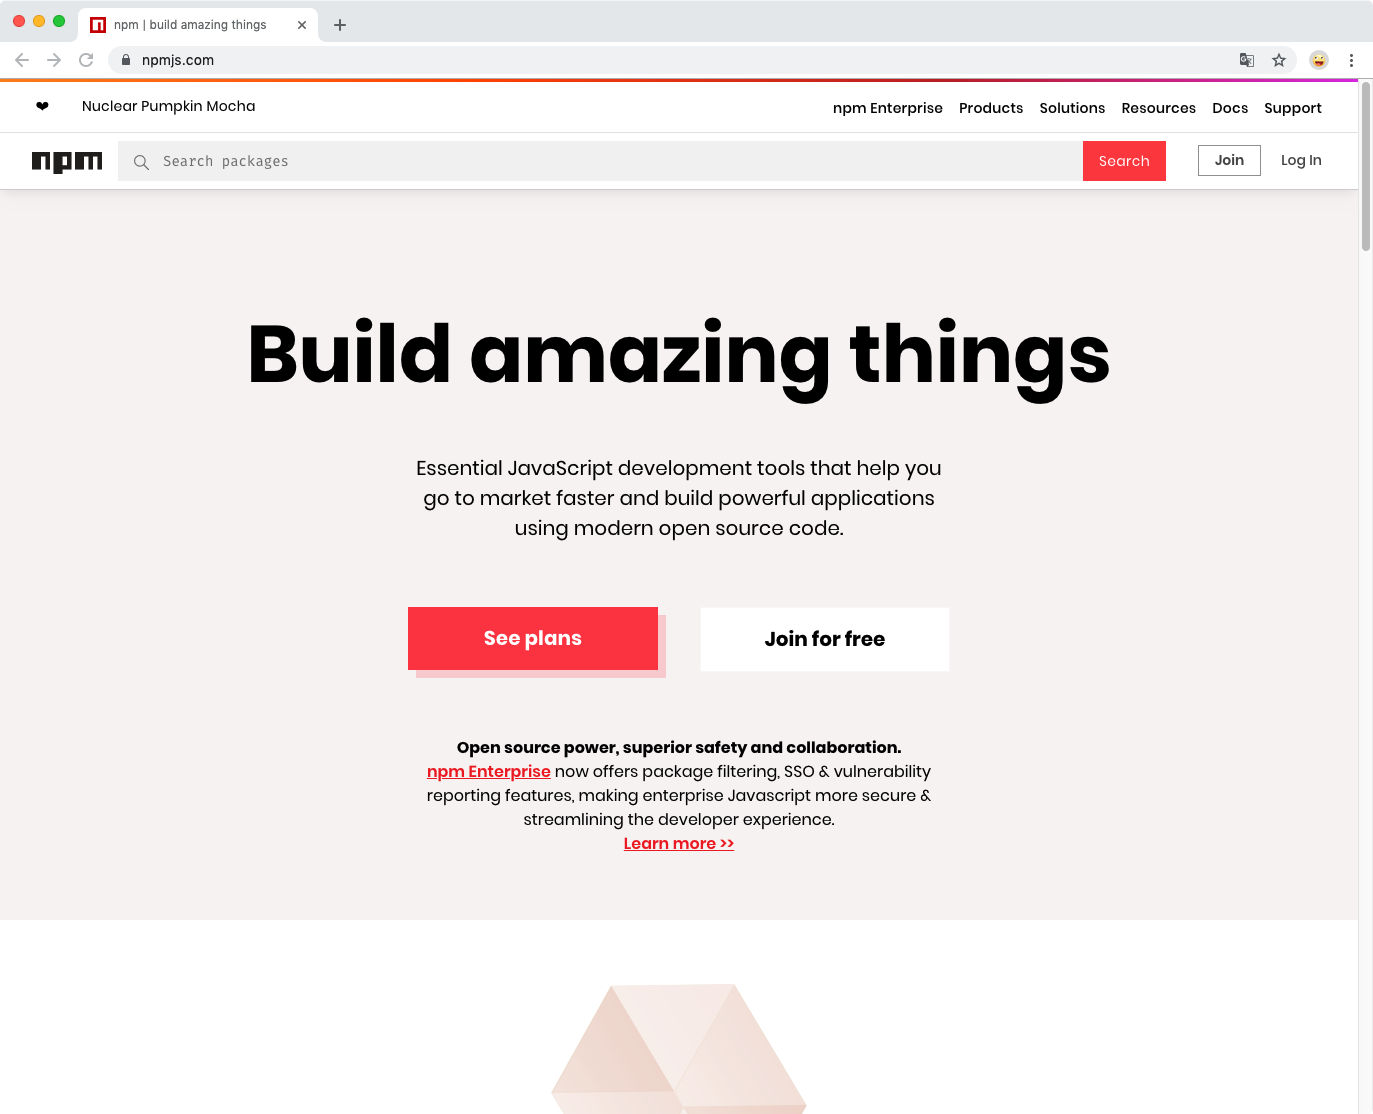 npm | build amazing things
npmjs.com
❤ Nuclear Pumpkin Mocha
npm Enterprise Products Solutions Resources Docs Support
npm Search packages Search Join Log In
Build amazing things
Essential JavaScript development tools that help you
go to market faster and build powerful applications
using modern open source code.
See plans Join for free
Open source power, superior safety and collaboration.
npm Enterprise now offers package filtering, SSO & vulnerability
reporting features, making enterprise Javascript more secure &
streamlining the developer experience.
Learn more >>